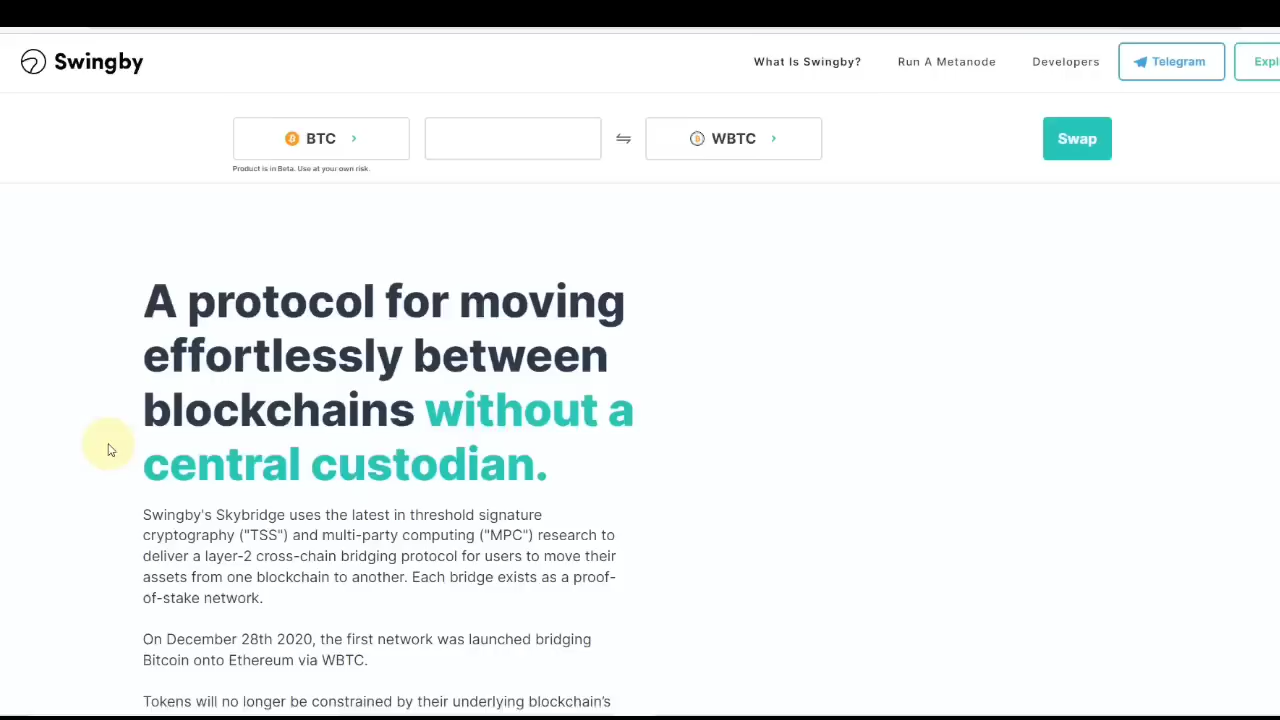 Swingby
What Is Swingby?
Run A Metanode
Developers
Telegram
Expl
BTC
WBTC
Swap
Product is in Beta. Use at your own risk.
A protocol for moving
effortlessly between
blockchains without a
central custodian.
Swingby's Skybridge uses the latest in threshold signature
cryptography ("TSS") and multi-party computing ("MPC") research to
deliver a layer-2 cross-chain bridging protocol for users to move their
assets from one blockchain to another. Each bridge exists as a proof-
of-stake network.
On December 28th 2020, the first network was launched bridging
Bitcoin onto Ethereum via WBTC.
Tokens will no longer be constrained by their underlying blockchain’s